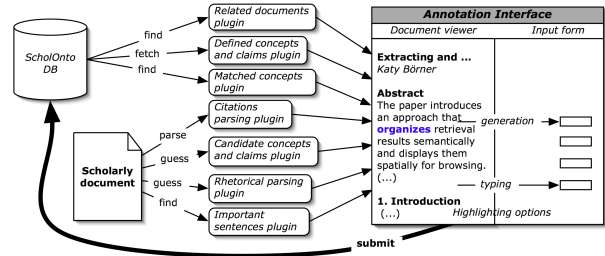 ScholOnto
DB
find
fetch
find
Related documents
plugin
Defined concepts
and claims plugin
Matched concepts
plugin
Citations
parsing plugin
Candidate concepts
and claims plugin
Rhetorical parsing
plugin
Important
sentences plugin
Scholarly
document
parse
guess
guess
find
Annotation Interface
Document viewer
Input form
Extracting and ...
Katy Börner
Abstract
The paper introduces
an approach that
organizes retrieval
results semantically
and displays them
spatially for browsing.
(...)
1. Introduction
(...)
generation
typing
Highlighting options
submit